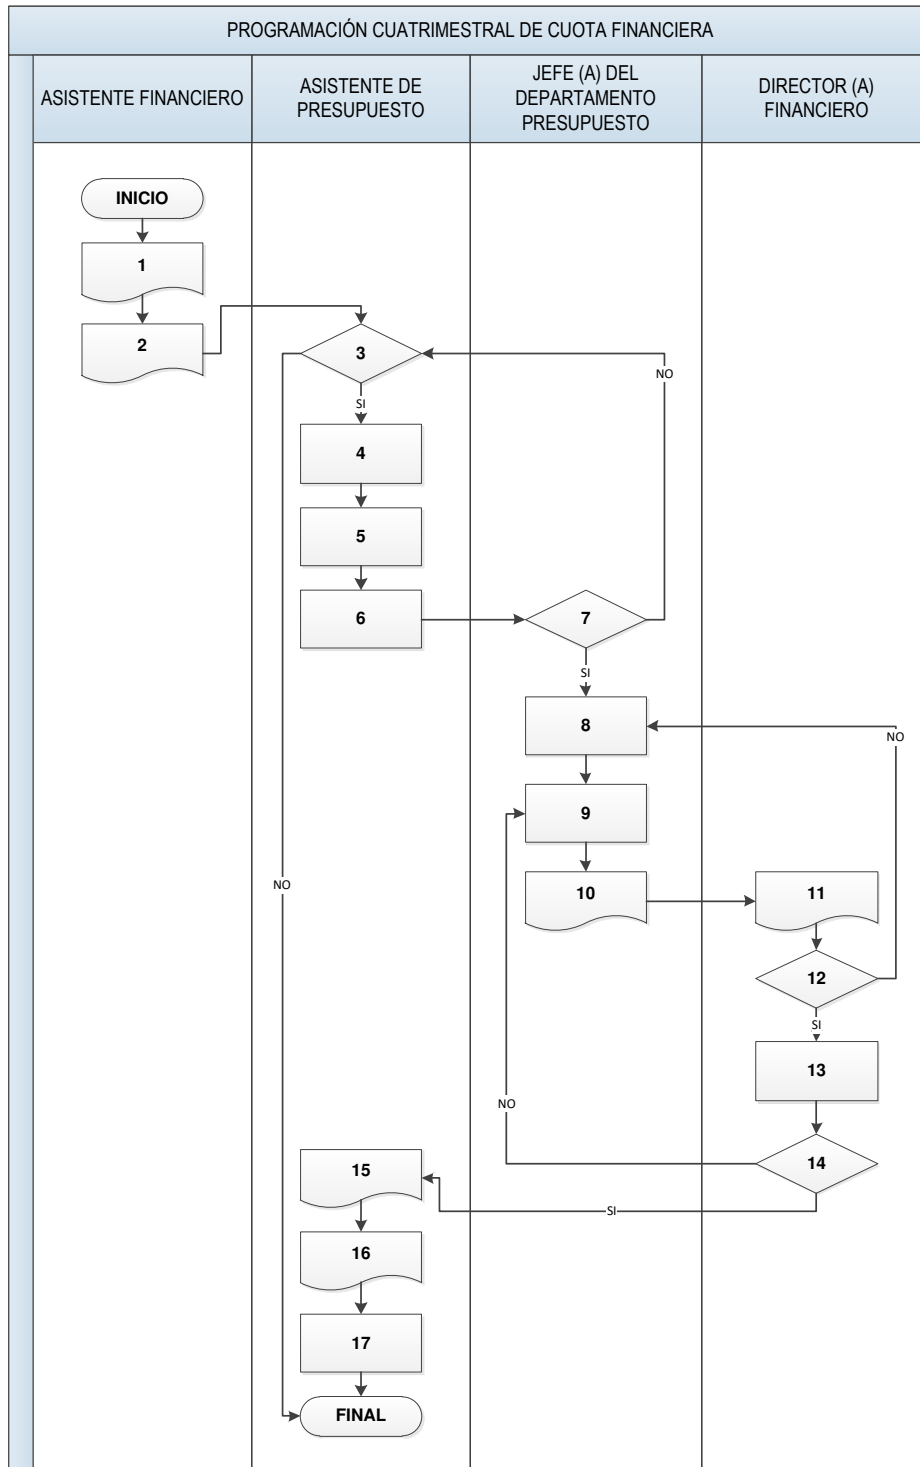 PROGRAMACIÓN CUATRIMESTRAL DE CUOTA FINANCIERA
ASISTENTE FINANCIERO
ASISTENTE DE
PRESUPUESTO
JEFE (A) DEL
DEPARTAMENTO
PRESUPUESTO
DIRECTOR (A)
FINANCIERO
INICIO
1
2
3
NO
SI
4
5
6
7
SI
8
NO
9
NO
10
11
12
SI
13
NO
14
15
SI
16
17
FINAL